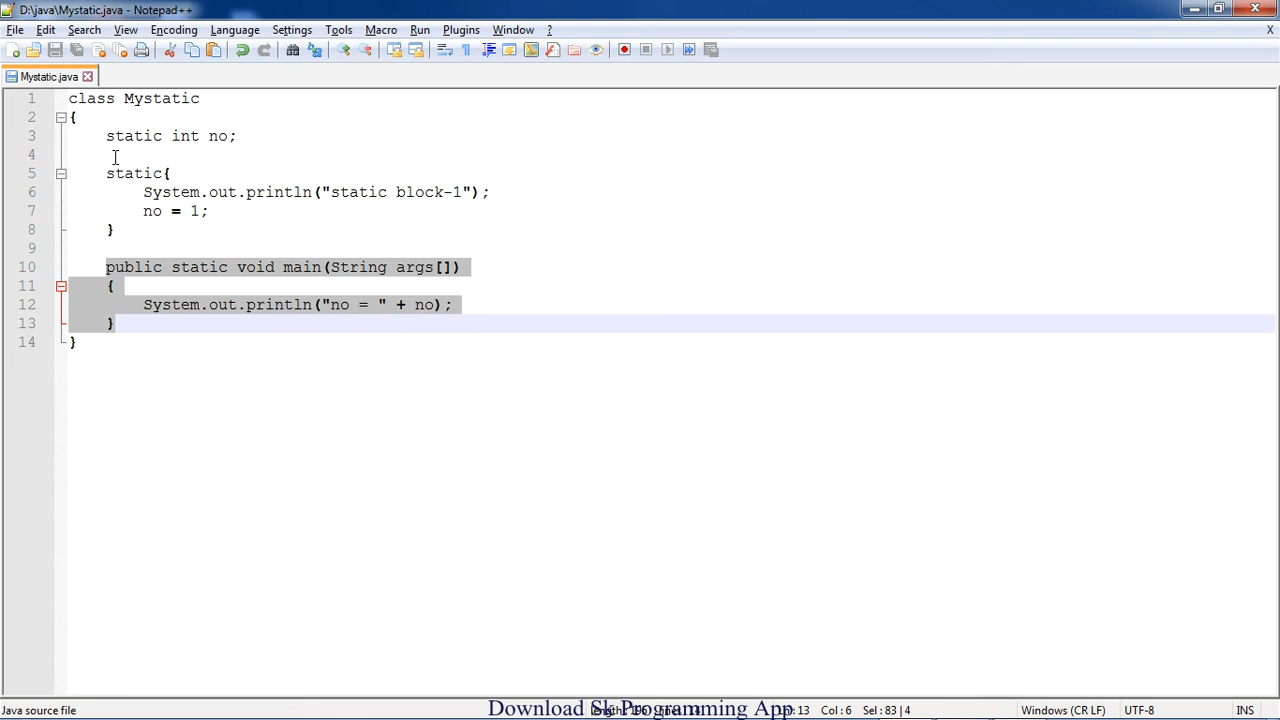 D:\java\Mystatic.java - Notepad++
File Edit Search View Encoding Language Settings Tools Macro Run Plugins Window ? X
Mystatic.java
1 class Mystatic
2 {
3 static int no;
4
5 static{
6 System.out.println("static block-1");
7 no = 1;
8 }
9
10 public static void main(String args[])
11 {
12 System.out.println("no = " + no);
13 }
14 }
Java source file
Download Sk Programming App
Col : 6 Sel : 83 | 4 Windows (CR LF) UTF-8 INS